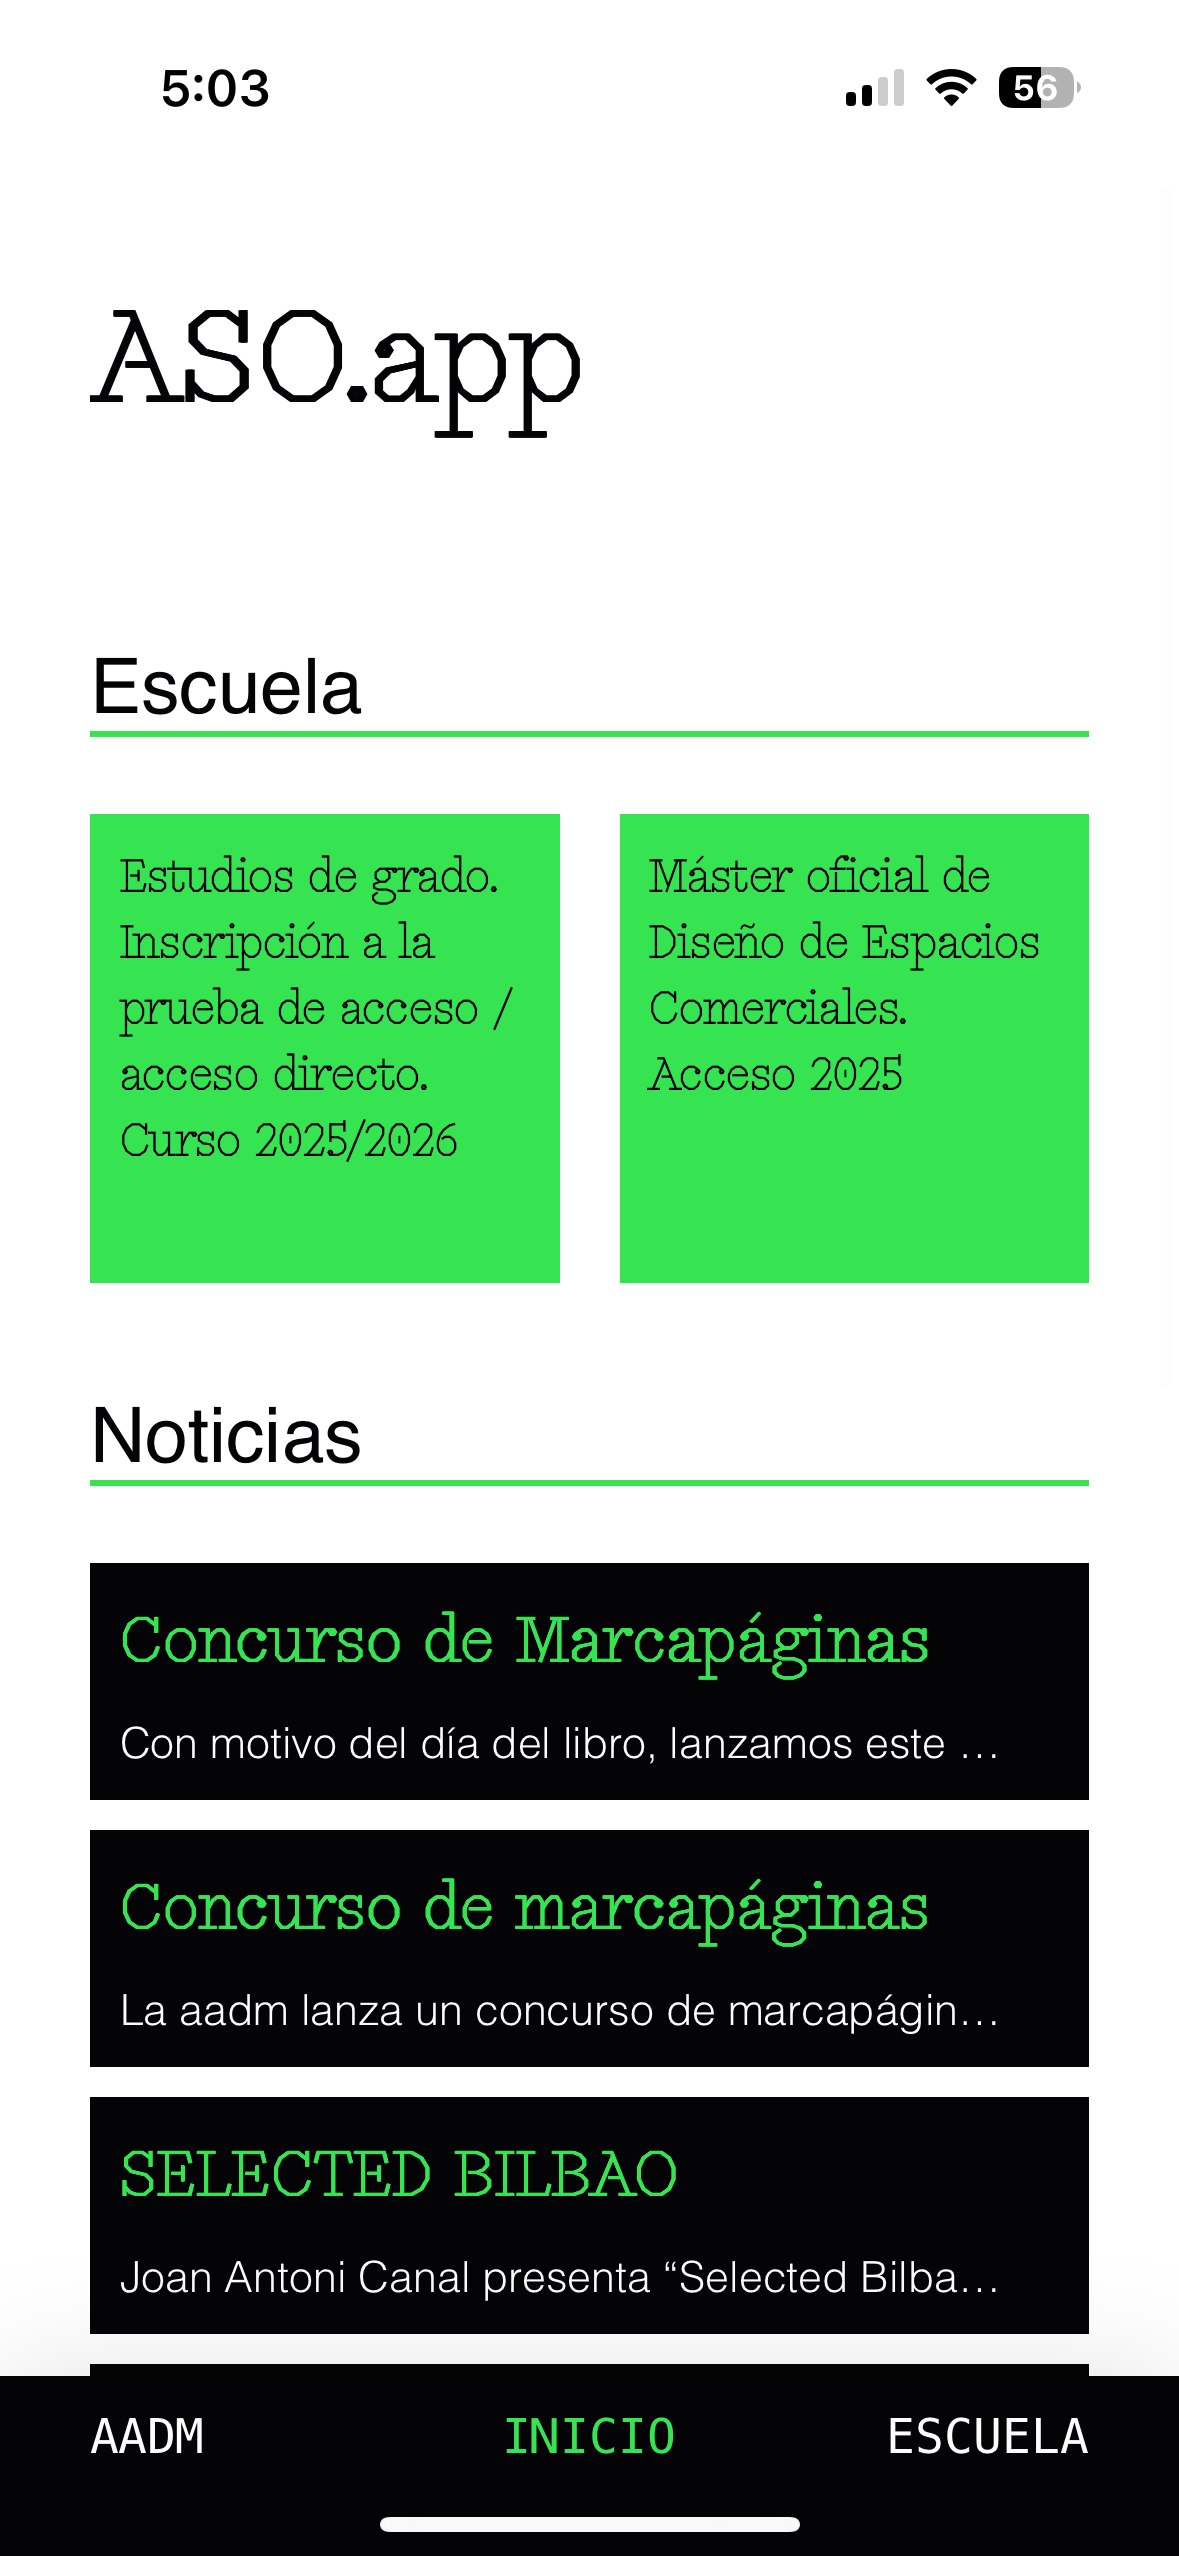 5:03
56
ASO.app
Escuela
Estudios de grado.
Inscripción a la
prueba de acceso /
acceso directo.
Curso 2025/2026
Máster oficial de
Diseño de Espacios
Comerciales.
Acceso 2025
Noticias
Concurso de Marcapáginas
Con motivo del día del libro, lanzamos este ...
Concurso de marcapáginas
La aadm lanza un concurso de marcapágin...
SELECTED BILBAO
Joan Antoni Canal presenta “Selected Bilba...
AADM
INICIO
ESCUELA